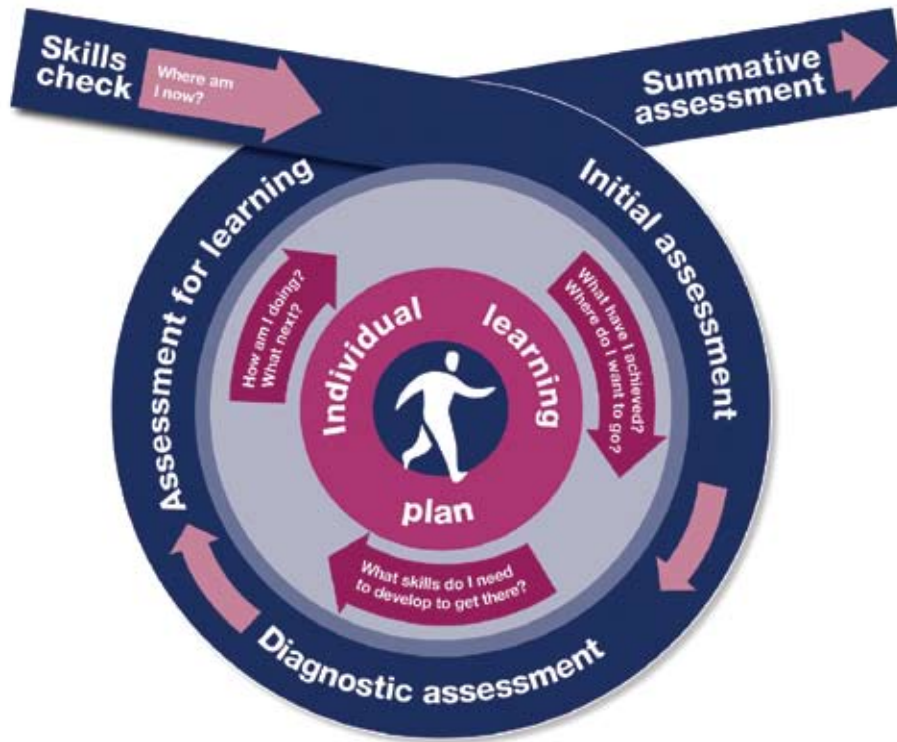 Skills
check
Where am
I now?
Summative
assessment
Initial assessment
What have I achieved?
Where do I want to go?
Diagnostic assessment
What skills do I need
to develop to get there?
Assessment for learning
How am I doing?
What next?
Individual learning
plan